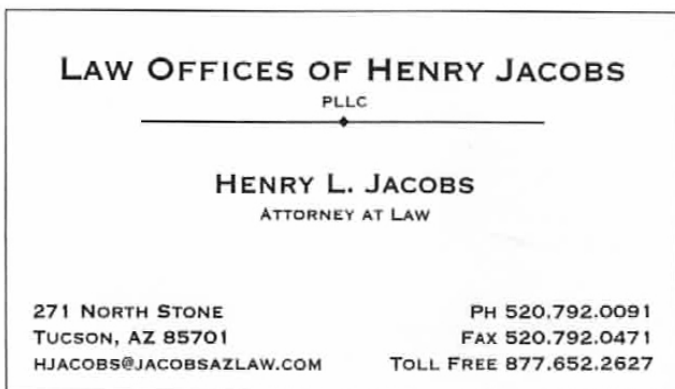 LAW OFFICES OF HENRY JACOBS
PLLC
HENRY L. JACOBS
ATTORNEY AT LAW
271 NORTH STONE
TUCSON, AZ 85701
HJACOBS@JACOBSAZLAW.COM
PH 520.792.0091
FAX 520.792.0471
TOLL FREE 877.652.2627